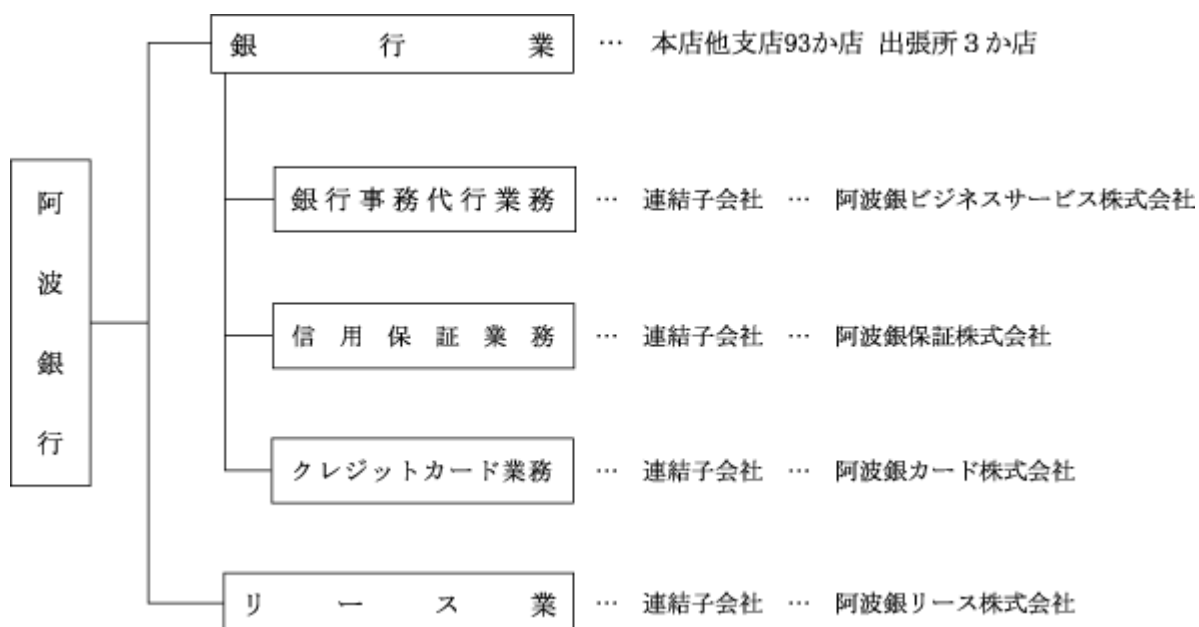 銀行業 … 本店他支店93か店 出張所３か店
銀行事務代行業務 … 連結子会社 … 阿波銀ビジネスサービス株式会社
阿波銀行
信用保証業務 … 連結子会社 … 阿波銀保証株式会社
クレジットカード業務 … 連結子会社 … 阿波銀カード株式会社
リース業 … 連結子会社 … 阿波銀リース株式会社